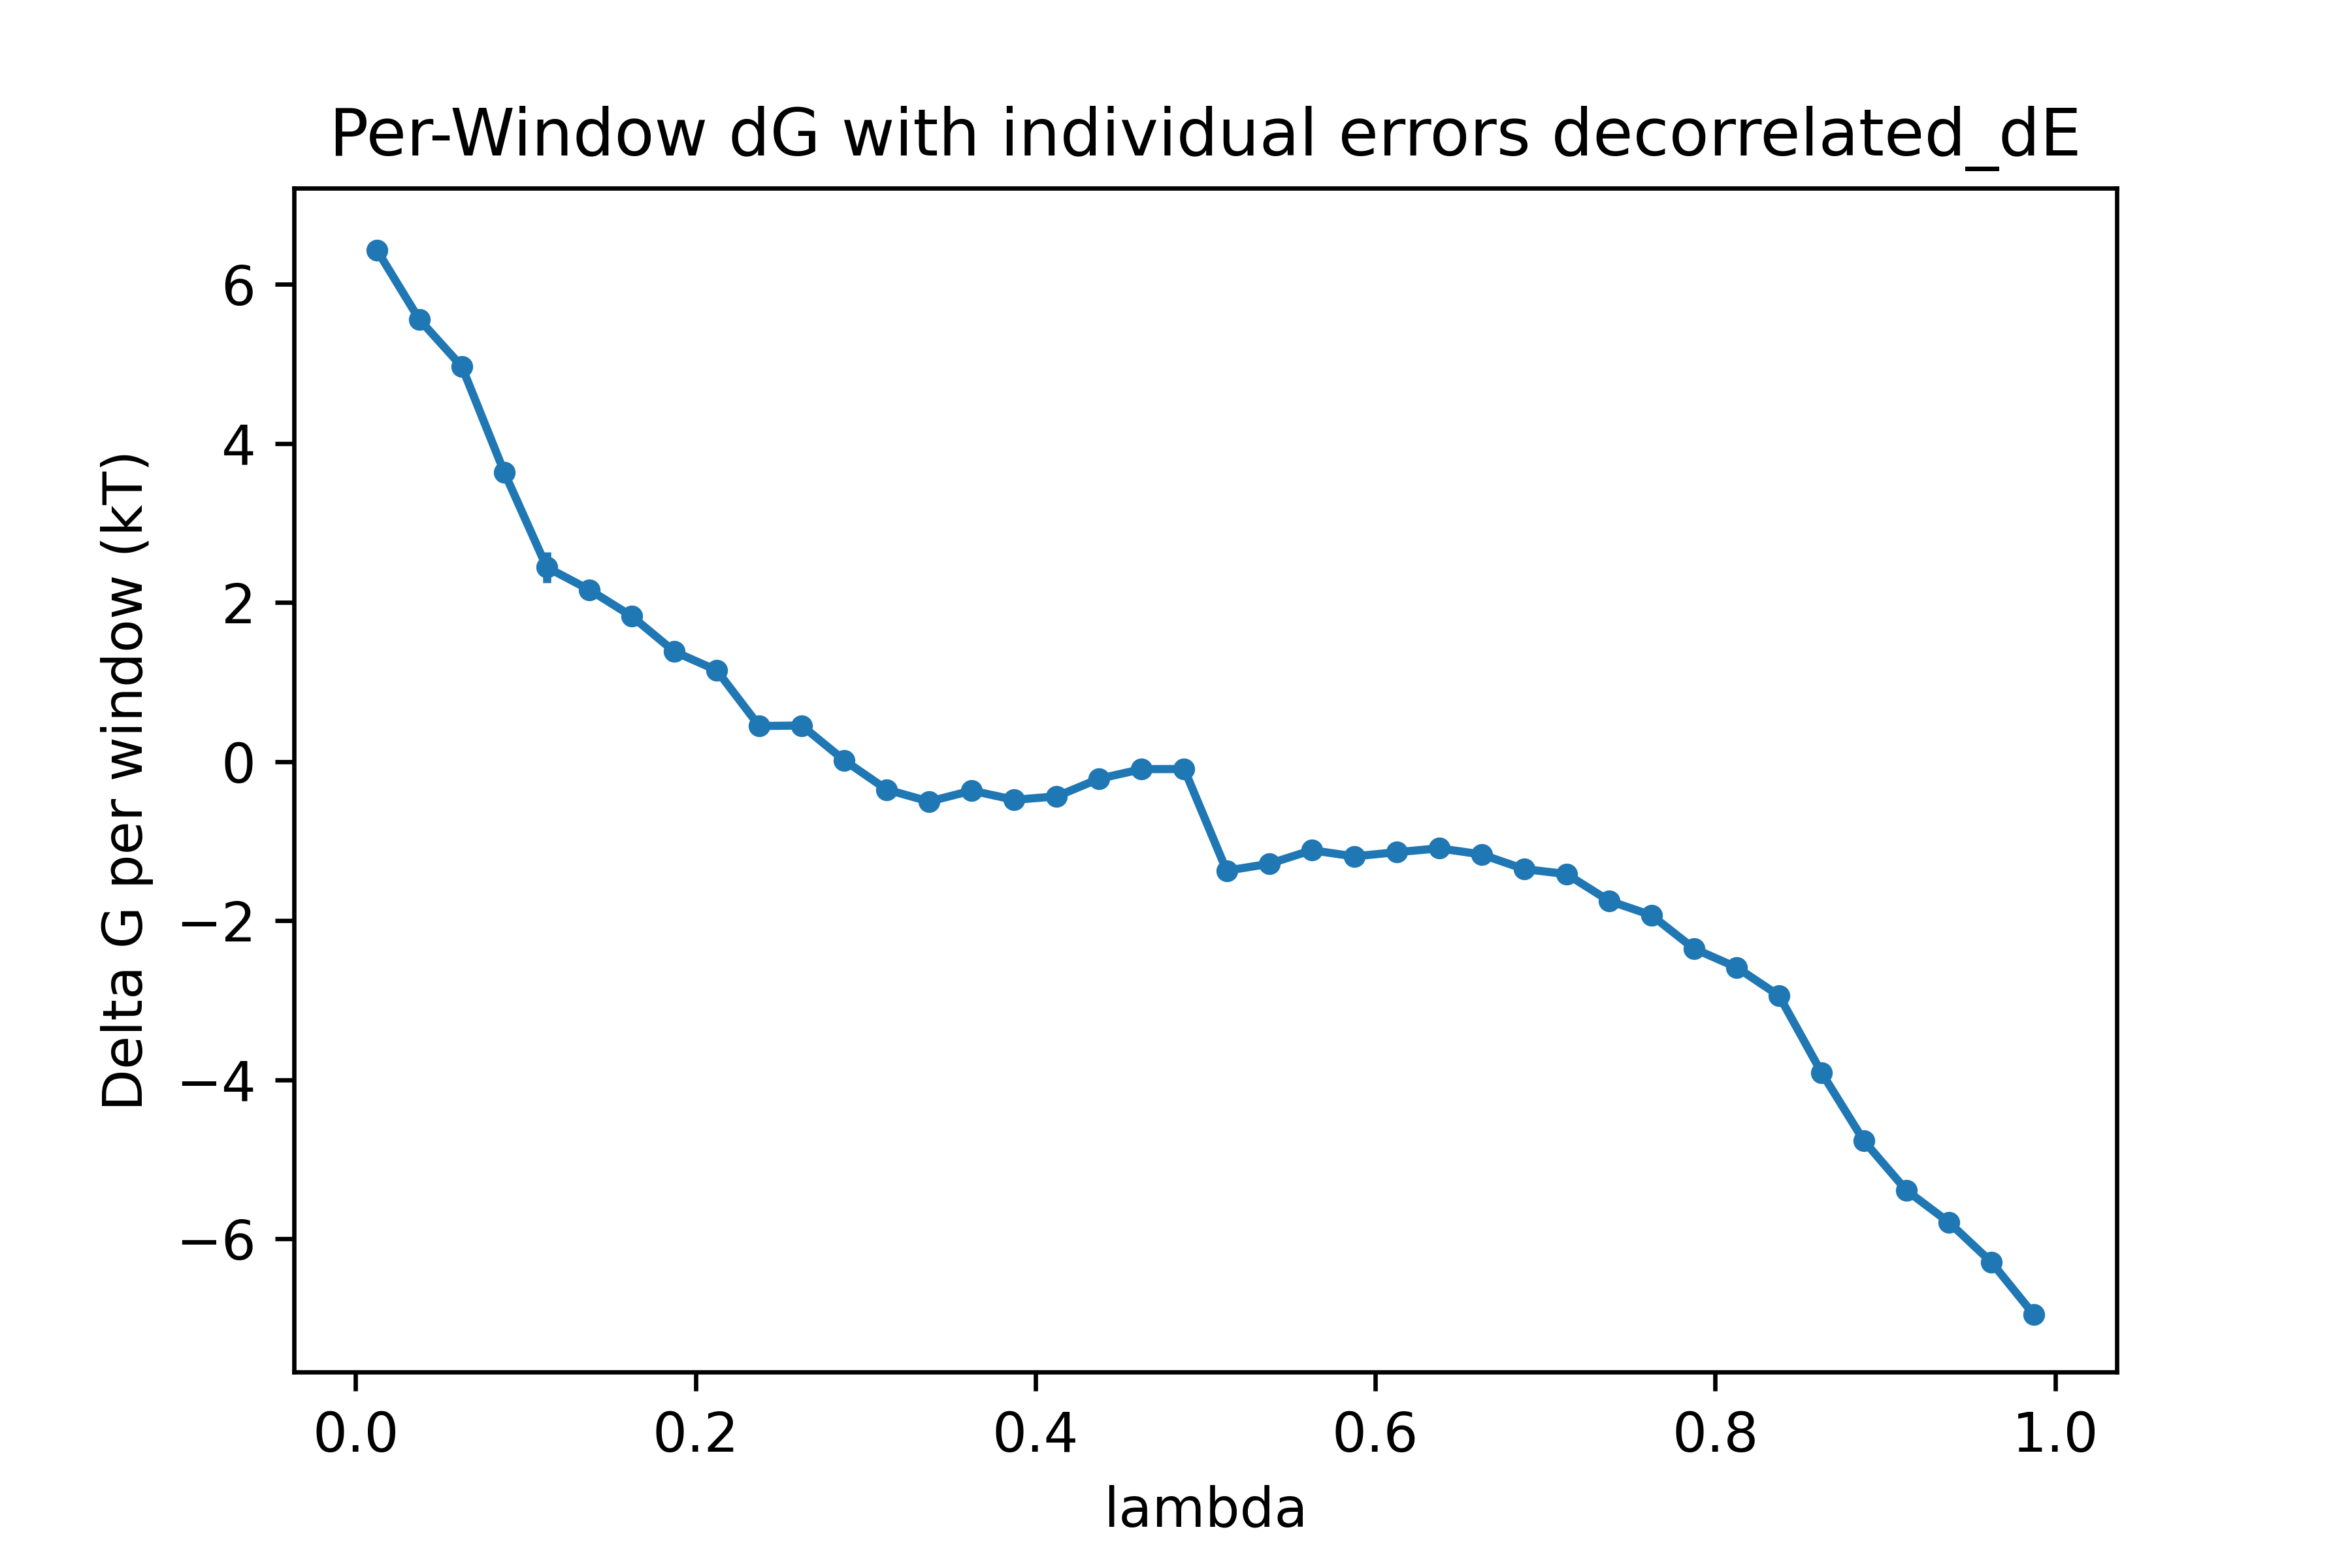 Per-Window dG with individual errors decorrelated_dE
Delta G per window (kT)
6
4
2
0
−2
−4
−6
0.0 0.2 0.4 0.6 0.8 1.0
lambda